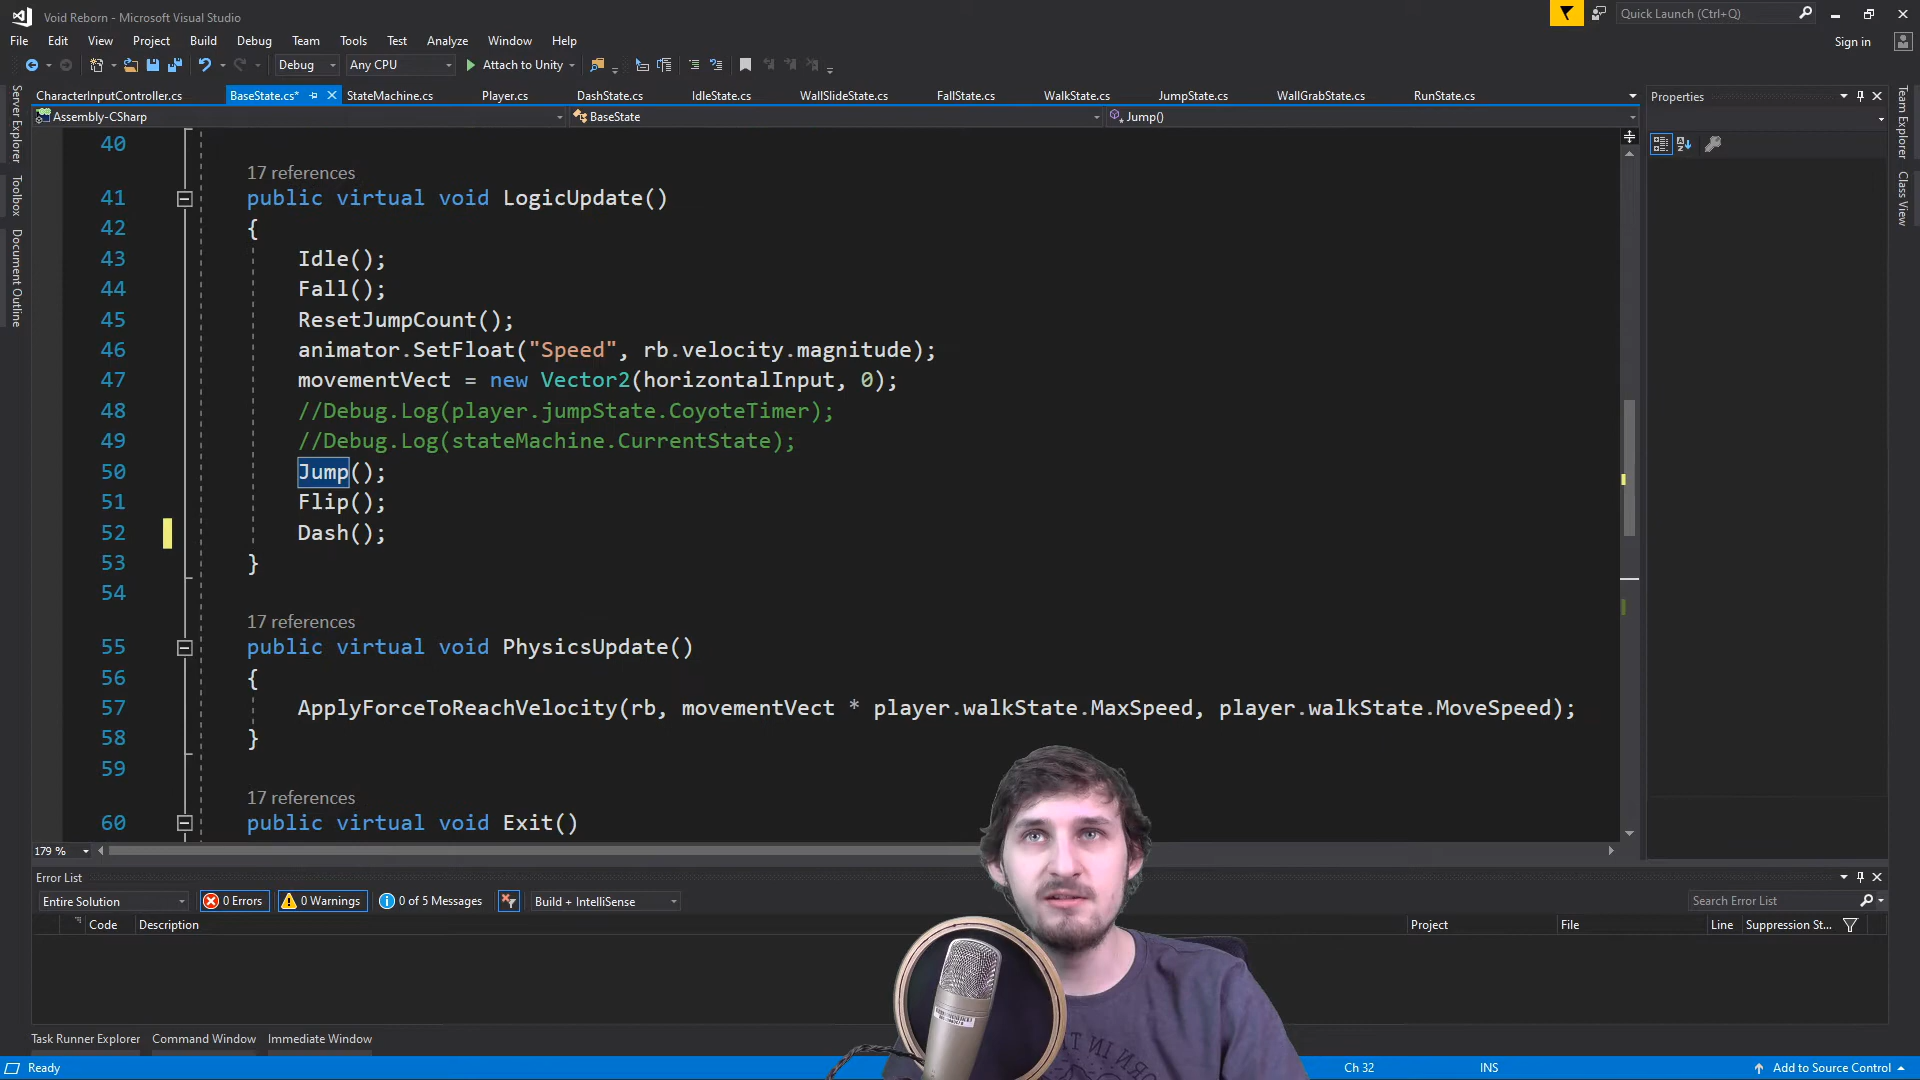 Void Reborn - Microsoft Visual Studio
Quick Launch (Ctrl+Q)
File Edit View Project Build Debug Team Tools Test Analyze Window Help
Sign in
Debug Any CPU Attach to Unity
CharacterInputController.cs BaseState.cs* StateMachine.cs Player.cs DashState.cs IdleState.cs WallSlideState.cs FallState.cs WalkState.cs JumpState.cs WallGrabState.cs RunState.cs
Properties
Assembly-CSharp BaseState Jump()
Server Explorer
Toolbox
Document Outline
Team Explorer
Class View
40
17 references
41 public virtual void LogicUpdate()
42 {
43 Idle();
44 Fall();
45 ResetJumpCount();
46 animator.SetFloat("Speed", rb.velocity.magnitude);
47 movementVect = new Vector2(horizontalInput, 0);
48 //Debug.Log(player.jumpState.CoyoteTimer);
49 //Debug.Log(stateMachine.CurrentState);
50 Jump();
51 Flip();
52 Dash();
53 }
54
17 references
55 public virtual void PhysicsUpdate()
56 {
57 ApplyForceToReachVelocity(rb, movementVect * player.walkState.MaxSpeed, player.walkState.MoveSpeed);
58 }
59
17 references
60 public virtual void Exit()
179 %
Error List
Entire Solution 0 Errors 0 Warnings 0 of 5 Messages Build + IntelliSense Search Error List
Code Description Project File Line Suppression St...
Task Runner Explorer Command Window Immediate Window
Ready Ch 32 INS Add to Source Control